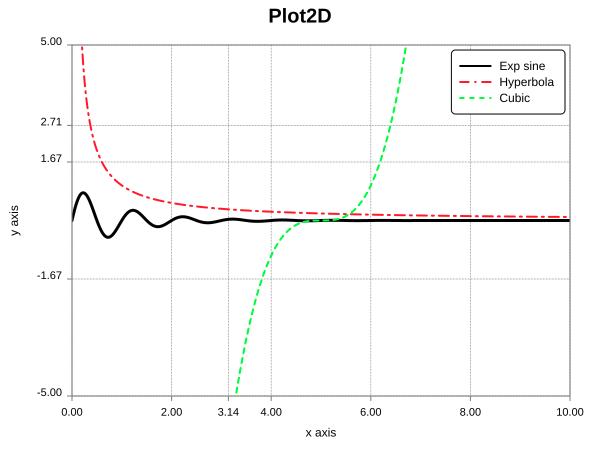 Plot2D
5.00
Exp sine
Hyperbola
Cubic
2.71
1.67
y axis
-1.67
-5.00
0.00 2.00 3.14 4.00 6.00 8.00 10.00
x axis